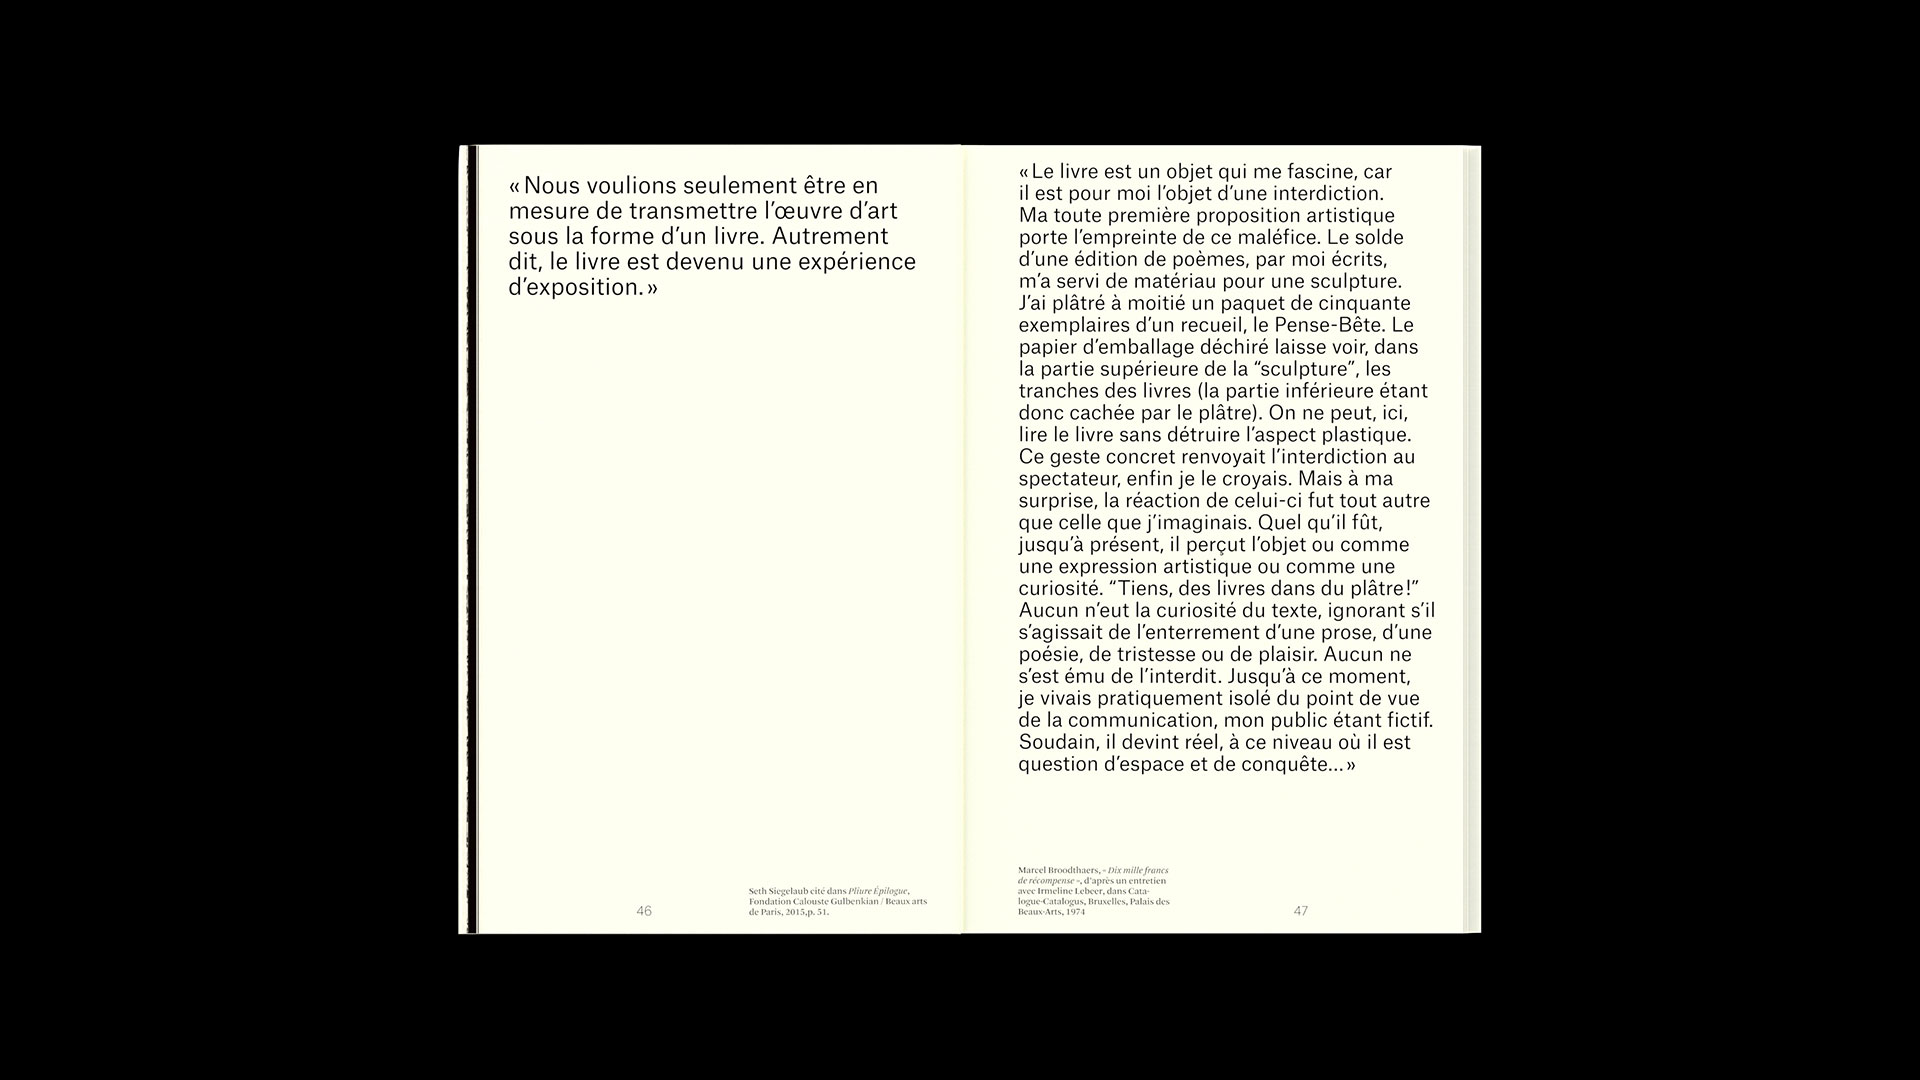 « Nous voulions seulement être en
mesure de transmettre l’œuvre d’art
sous la forme d’un livre. Autrement
dit, le livre est devenu une expérience
d’exposition. »
Seth Siegelaub cité dans Pliure Épilogue,
Fondation Calouste Gulbenkian / Beaux arts
de Paris, 2015,p. 51.
46
« Le livre est un objet qui me fascine, car
il est pour moi l’objet d’une interdiction.
Ma toute première proposition artistique
porte l’empreinte de ce maléfice. Le solde
d’une édition de poèmes, par moi écrits,
m’a servi de matériau pour une sculpture.
J’ai plâtré à moitié un paquet de cinquante
exemplaires d’un recueil, le Pense-Bête. Le
papier d’emballage déchiré laisse voir, dans
la partie supérieure de la “sculpture”, les
tranches des livres (la partie inférieure étant
donc cachée par le plâtre). On ne peut, ici,
lire le livre sans détruire l’aspect plastique.
Ce geste concret renvoyait l’interdiction au
spectateur, enfin je le croyais. Mais à ma
surprise, la réaction de celui-ci fut tout autre
que celle que j’imaginais. Quel qu’il fût,
jusqu’à présent, il perçut l’objet ou comme
une expression artistique ou comme une
curiosité. “Tiens, des livres dans du plâtre !”
Aucun n’eut la curiosité du texte, ignorant s’il
s’agissait de l’enterrement d’une prose, d’une
poésie, de tristesse ou de plaisir. Aucun ne
s’est ému de l’interdit. Jusqu’à ce moment,
je vivais pratiquement isolé du point de vue
de la communication, mon public étant fictif.
Soudain, il devint réel, à ce niveau où il est
question d’espace et de conquête... »
Marcel Broodthaers, « Dix mille francs
de récompense », d’après un entretien
avec Irmeline Lebeer, dans Cata-
logue-Catalogus, Bruxelles, Palais des
Beaux-Arts, 1974
47